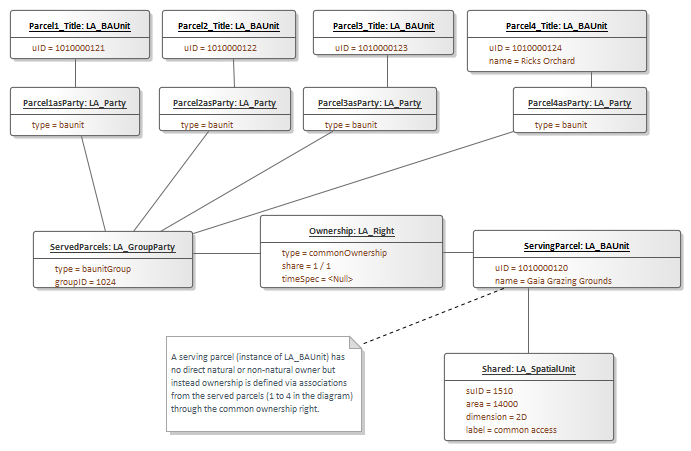 Parcel1_Title: LA_BAUnit
uID = 1010000121
Parcel2_Title: LA_BAUnit
uID = 1010000122
Parcel3_Title: LA_BAUnit
uID = 1010000123
Parcel4_Title: LA_BAUnit
uID = 1010000124
name = Ricks Orchard
Parcel1asParty: LA_Party
type = baunit
Parcel2asParty: LA_Party
type = baunit
Parcel3asParty: LA_Party
type = baunit
Parcel4asParty: LA_Party
type = baunit
ServedParcels: LA_GroupParty
type = baunitGroup
groupID = 1024
Ownership: LA_Right
type = commonOwnership
share = 1 / 1
timeSpec = <Null>
ServingParcel: LA_BAUnit
uID = 1010000120
name = Gaia Grazing Grounds
A serving parcel (instance of LA_BAUnit) has
no direct natural or non-natural owner but
instead ownership is defined via associations
from the served parcels (1 to 4 in the diagram)
through the common ownership right.
Shared: LA_SpatialUnit
suID = 1510
area = 14000
dimension = 2D
label = common access